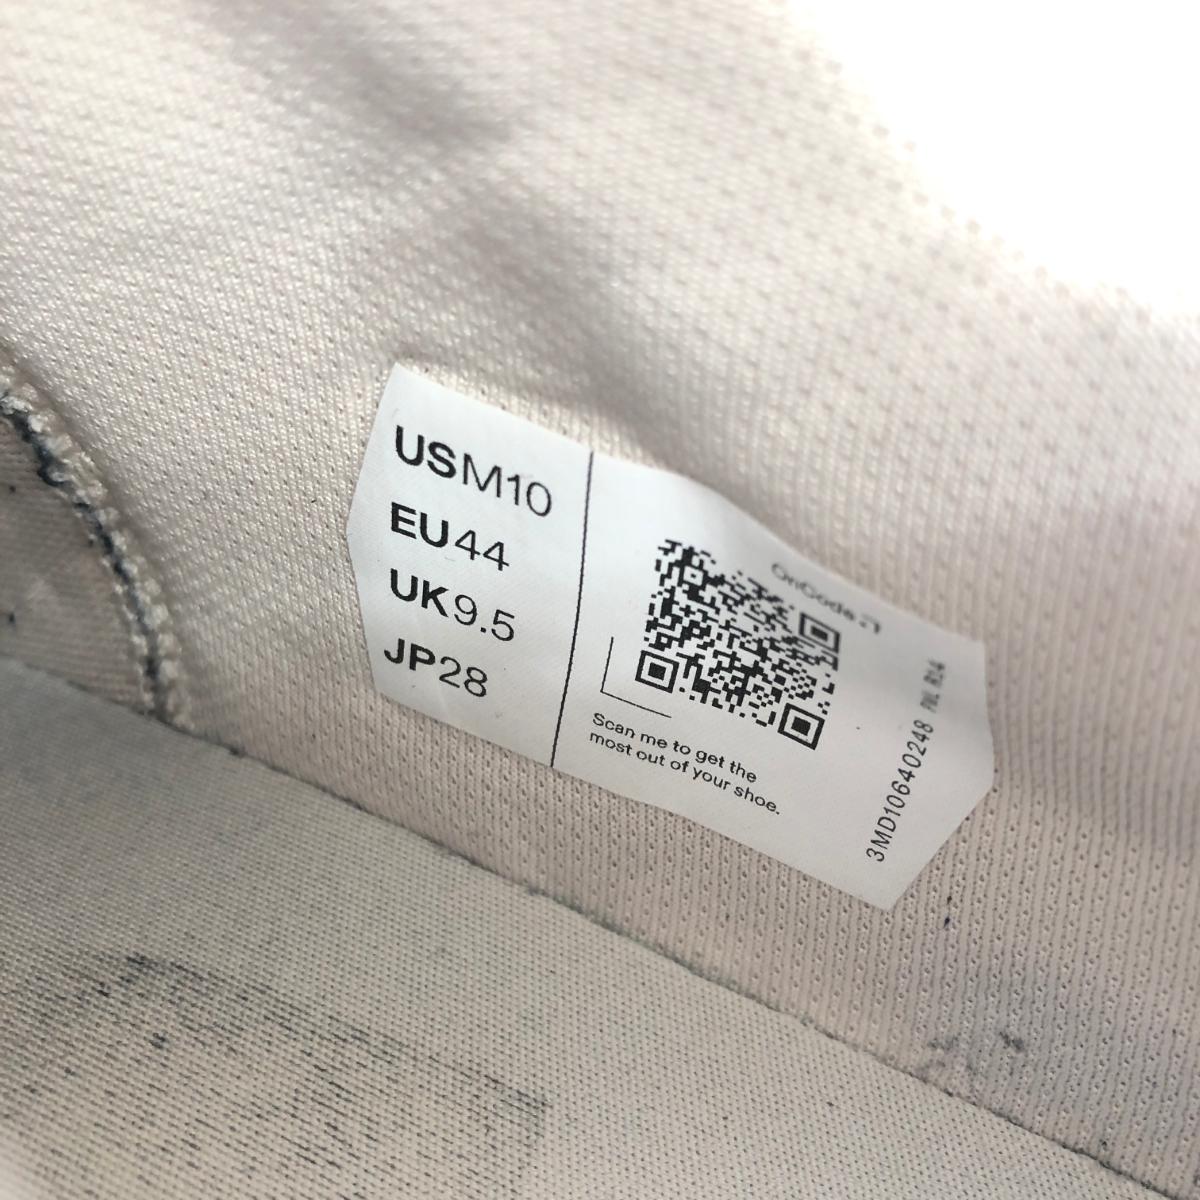 USM10
EU44
UK9.5
JP28
OnCode
Scan me to get the
most out of your shoe.
3MD10640248